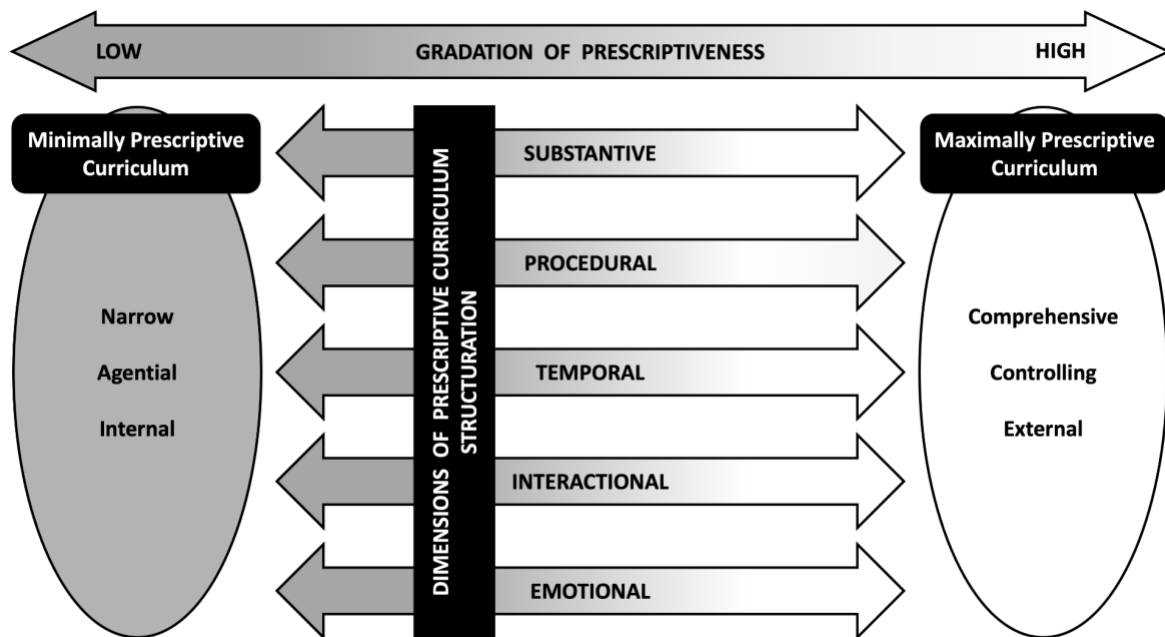 LOW GRADATION OF PRESCRIPTIVENESS HIGH
Minimally Prescriptive
Curriculum
Narrow
Agential
Internal
DIMENSIONS OF PRESCRIPTIVE CURRICULUM
STRUCTURATION
SUBSTANTIVE
PROCEDURAL
TEMPORAL
INTERACTIONAL
EMOTIONAL
Maximally Prescriptive
Curriculum
Comprehensive
Controlling
External